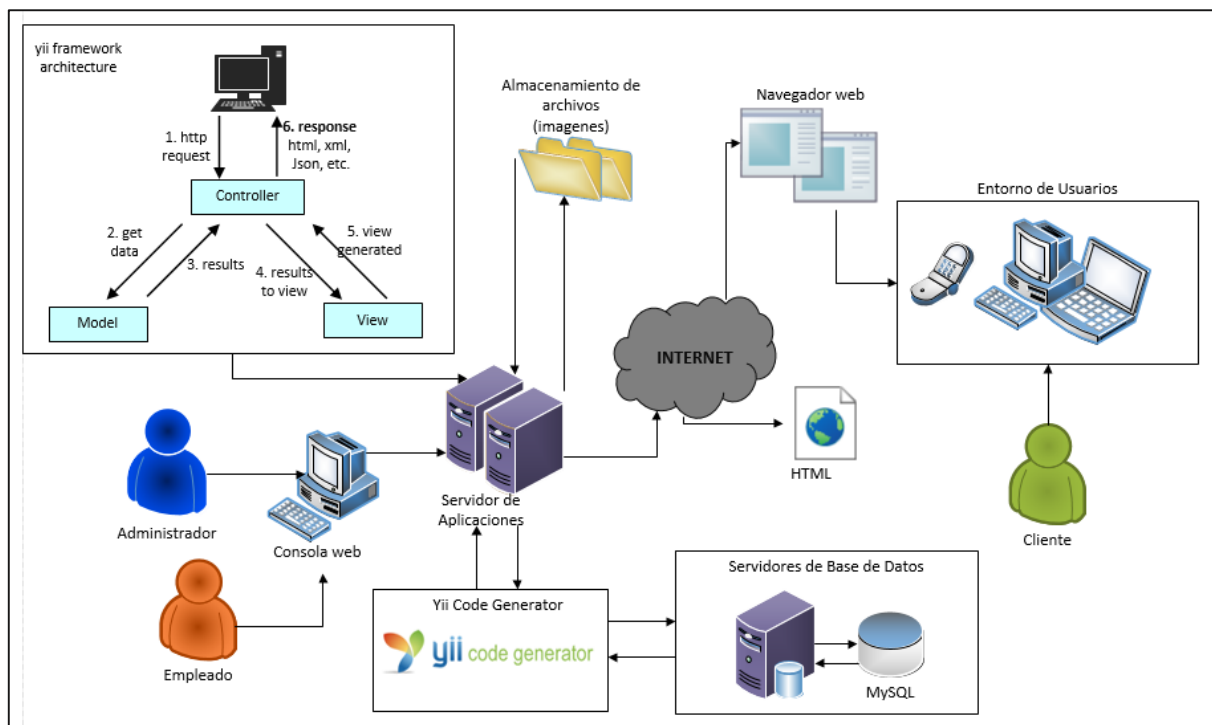 yii framework
architecture
1. http
request
6. response
html, xml,
Json, etc.
Controller
2. get
data
3. results
4. results
to view
5. view
generated
Model
View
Almacenamiento de
archivos
(imagenes)
Navegador web
Entorno de Usuarios
INTERNET
HTML
Cliente
Administrador
Consola web
Empleado
Servidor de
Aplicaciones
Yii Code Generator
yii code generator
Servidores de Base de Datos
MySQL